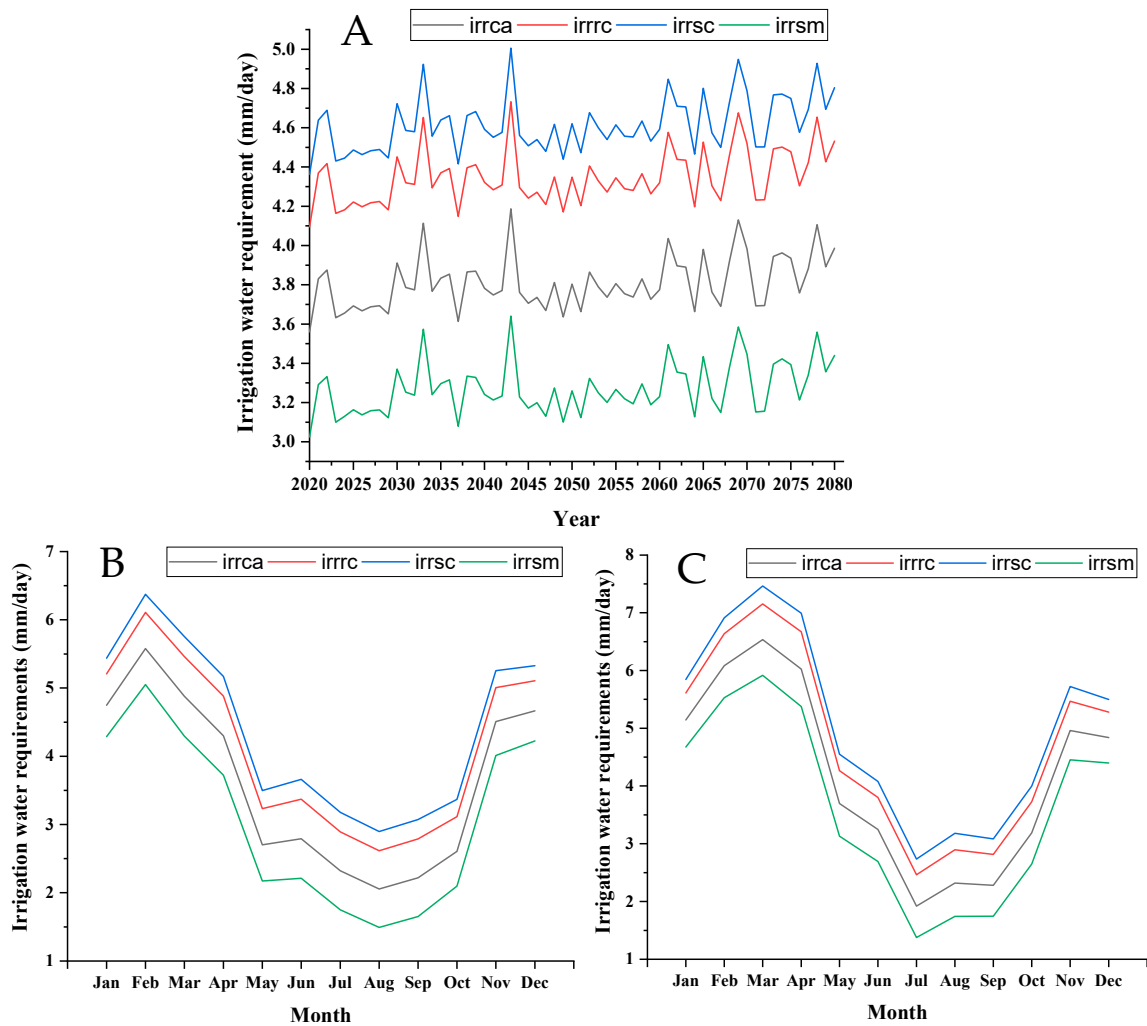 A
irrca irrrc irrsc irrsm
Irrigation water requirement (mm/day)
5.0
4.8
4.6
4.4
4.2
4.0
3.8
3.6
3.4
3.2
3.0
2020 2025 2030 2035 2040 2045 2050 2055 2060 2065 2070 2075 2080
Year
B
irrca irrrc irrsc irrsm
Irrigation water requirements (mm/day)
7
6
5
4
3
2
1
Jan Feb Mar Apr May Jun Jul Aug Sep Oct Nov Dec
Month
C
irrca irrrc irrsc irrsm
Irrigation water requirements (mm/day)
8
7
6
5
4
3
2
1
Jan Feb Mar Apr May Jun Jul Aug Sep Oct Nov Dec
Month